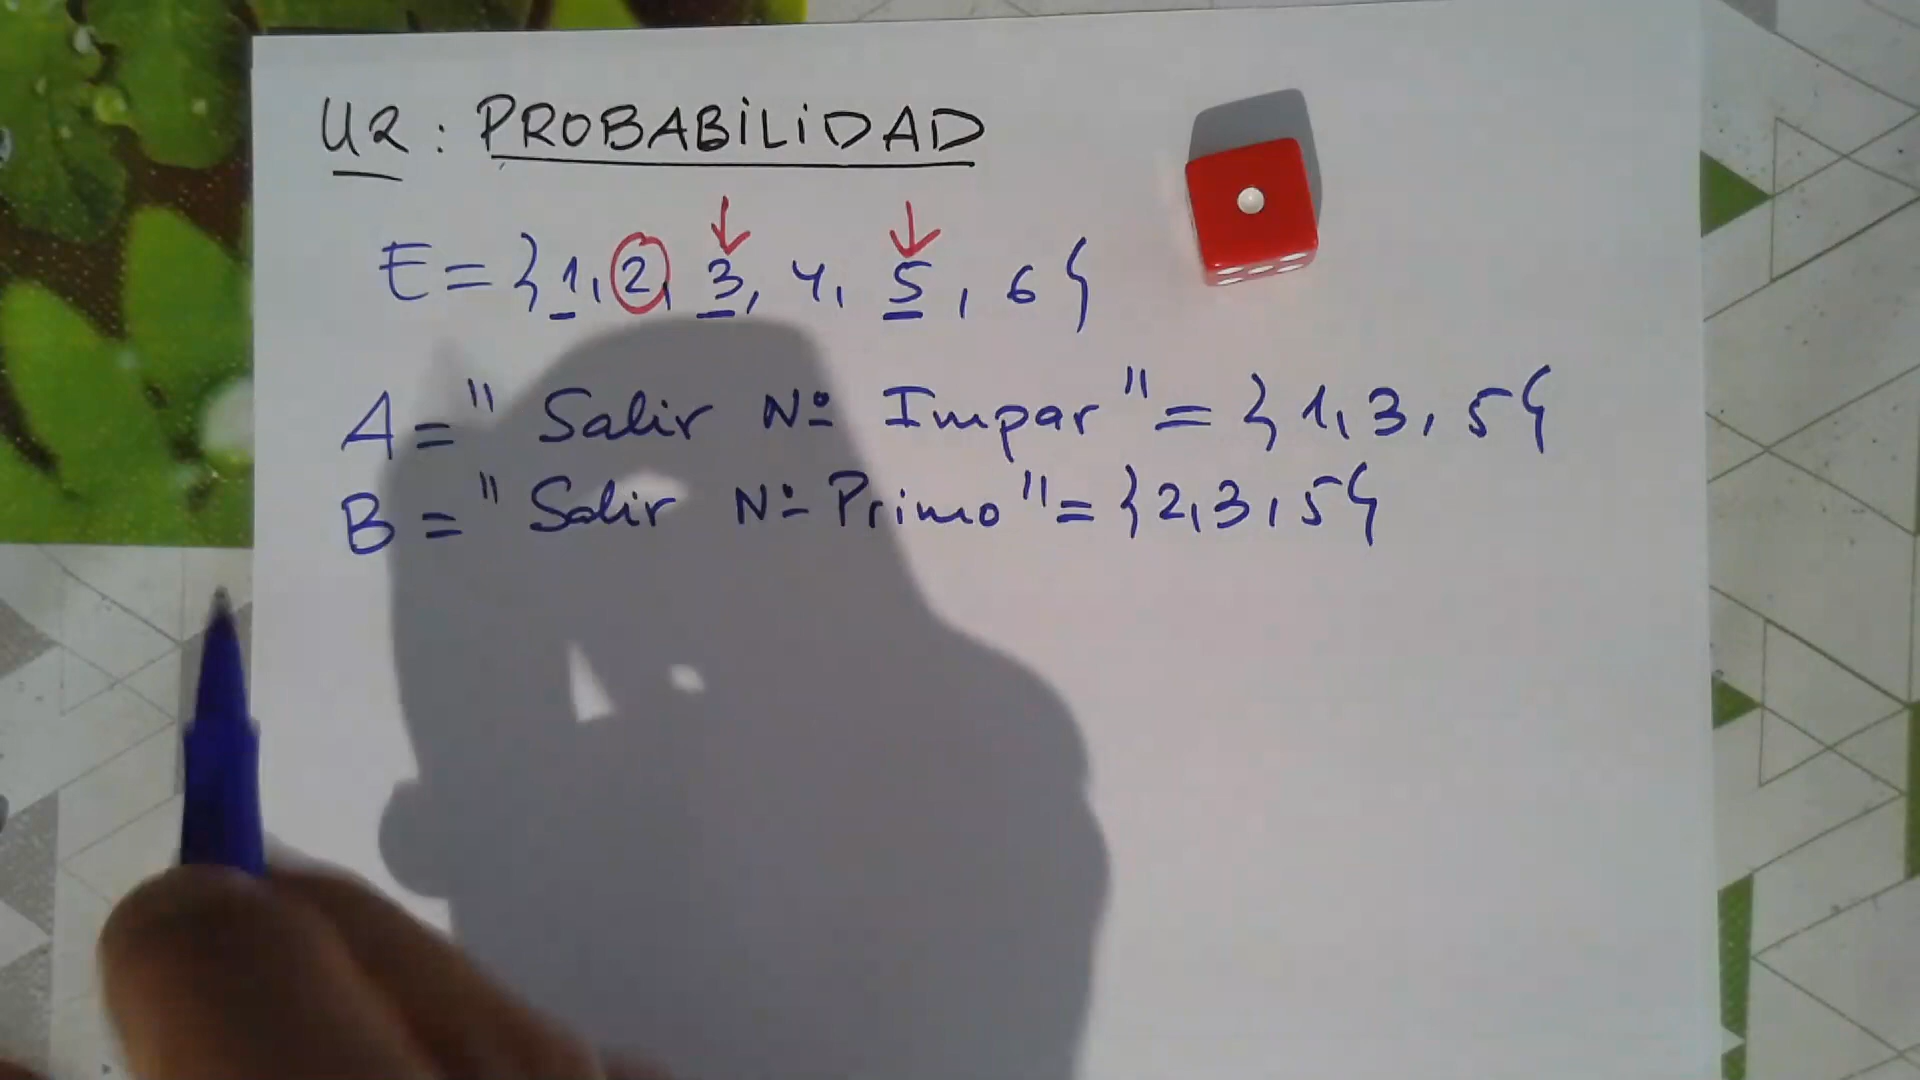 U2: PROBABILIDAD
E = {1, 2, 3, 4, 5, 6}
A = "Salir Nº Impar" = {1, 3, 5}
B = "Salir Nº Primo" = {2, 3, 5}